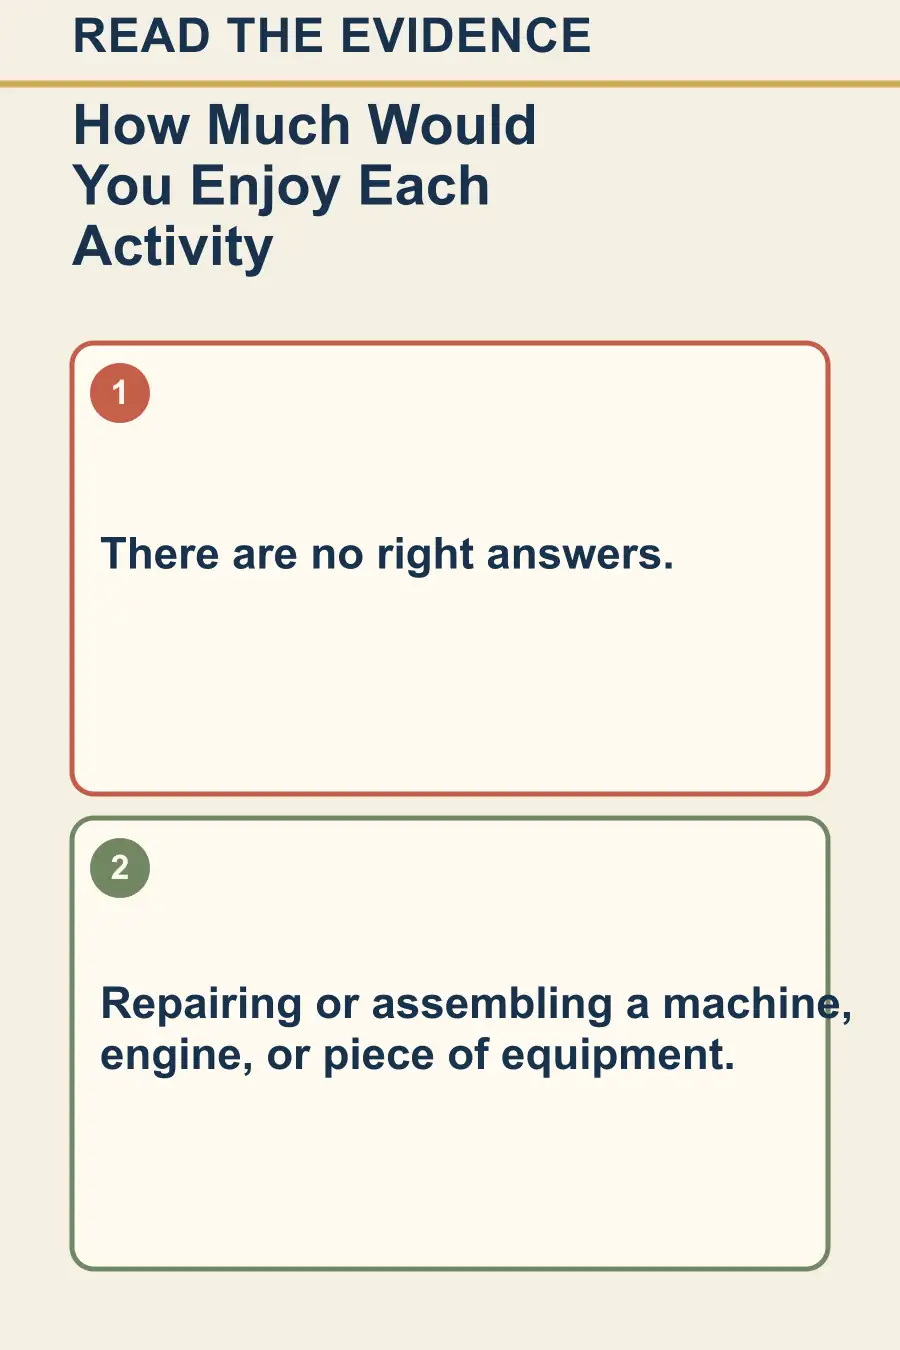 READ THE EVIDENCE
How Much Would
You Enjoy Each
Activity
1
There are no right answers.
2
Repairing or assembling a machine,
engine, or piece of equipment.